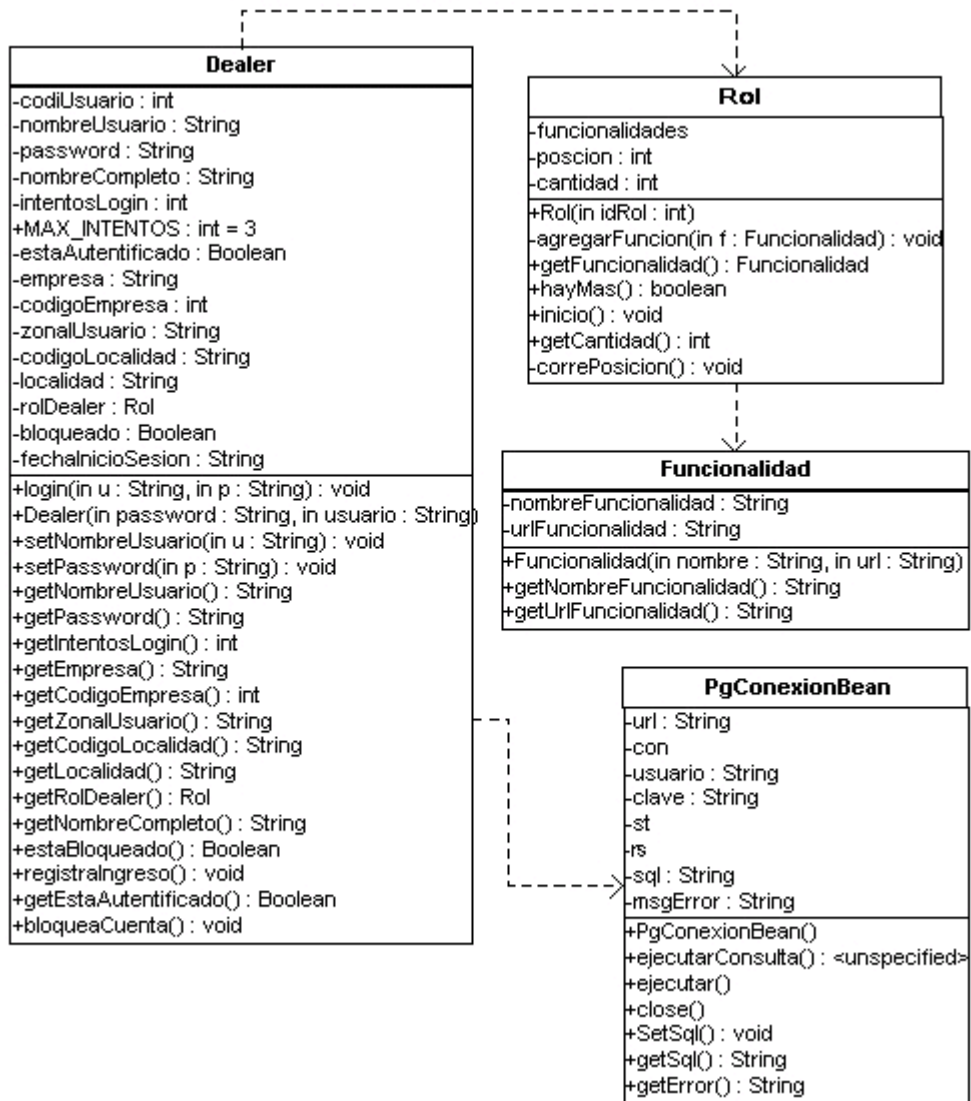 Dealer
-codiUsuario : int
-nombreUsuario : String
-password : String
-nombreCompleto : String
-intentosLogin : int
+MAX_INTENTOS : int = 3
-estaAutentificado : Boolean
-empresa : String
-codigoEmpresa : int
-zonalUsuario : String
-codigoLocalidad : String
-localidad : String
-rolDealer : Rol
-bloqueado : Boolean
-fechaInicioSesion : String
+login(in u : String, in p : String) : void
+Dealer(in password : String, in usuario : String)
+setNombreUsuario(in u : String) : void
+setPassword(in p : String) : void
+getNombreUsuario() : String
+getPassword() : String
+getIntentosLogin() : int
+getEmpresa() : String
+getCodigoEmpresa() : int
+getZonalUsuario() : String
+getCodigoLocalidad() : String
+getLocalidad() : String
+getRolDealer() : Rol
+getNombreCompleto() : String
+estaBloqueado() : Boolean
+registraIngreso() : void
+getEstaAutentificado() : Boolean
+bloqueaCuenta() : void
Rol
-funcionalidades
-poscion : int
-cantidad : int
+Rol(in idRol : int)
-agregarFuncion(in f : Funcionalidad) : void
+getFuncionalidad() : Funcionalidad
+hayMas() : boolean
+inicio() : void
+getCantidad() : int
-correPosicion() : void
Funcionalidad
-nombreFuncionalidad : String
-urlFuncionalidad : String
+Funcionalidad(in nombre : String, in url : String)
+getNombreFuncionalidad() : String
+getUrlFuncionalidad() : String
PgConexionBean
-url : String
-con
-usuario : String
-clave : String
-st
-rs
-sql : String
-msgError : String
+PgConexionBean()
+ejecutarConsulta() : <unspecified>
+ejecutar()
+close()
+SetSql() : void
+getSql() : String
+getError() : String